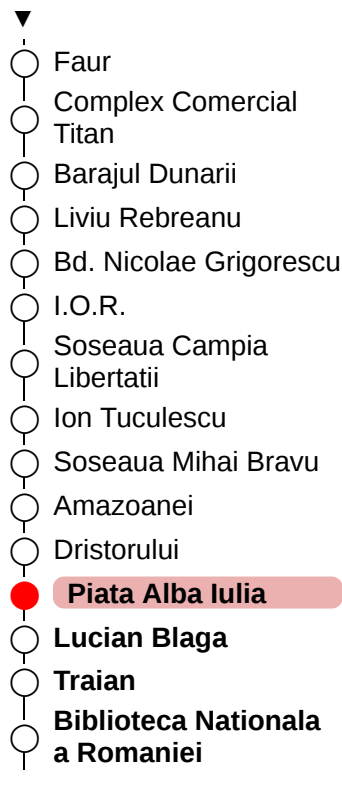 Faur
Complex Comercial
Titan
Barajul Dunarii
Liviu Rebreanu
Bd. Nicolae Grigorescu
I.O.R.
Soseaua Campia
Libertatii
Ion Tuculescu
Soseaua Mihai Bravu
Amazoanei
Dristorului
Piata Alba Iulia
Lucian Blaga
Traian
Biblioteca Nationala
a Romaniei